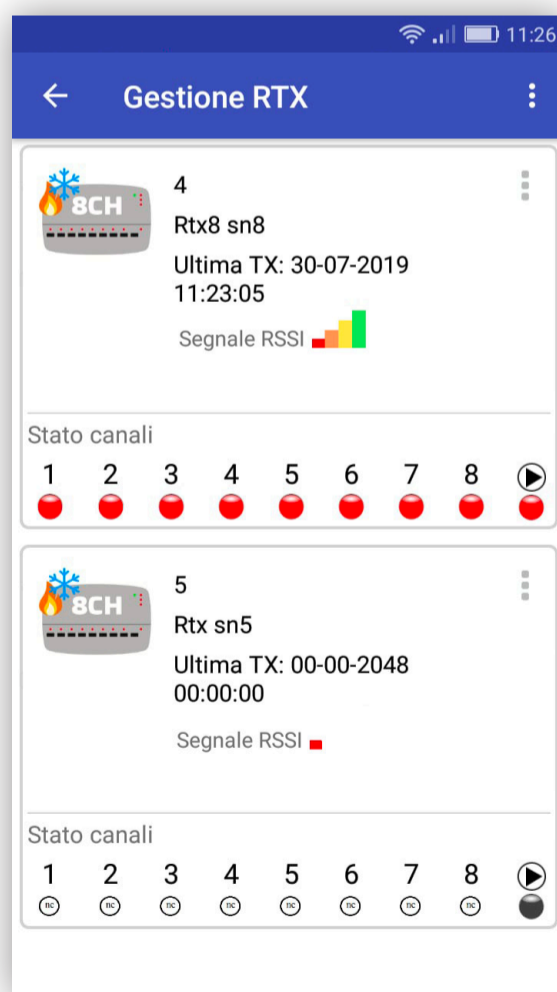 11:26
Gestione RTX
8CH
4
Rtx8 sn8
Ultima TX: 30-07-2019
11:23:05
Segnale RSSI
Stato canali
1 2 3 4 5 6 7 8
8CH
5
Rtx sn5
Ultima TX: 00-00-2048
00:00:00
Segnale RSSI
Stato canali
1 2 3 4 5 6 7 8
nc nc nc nc nc nc nc nc